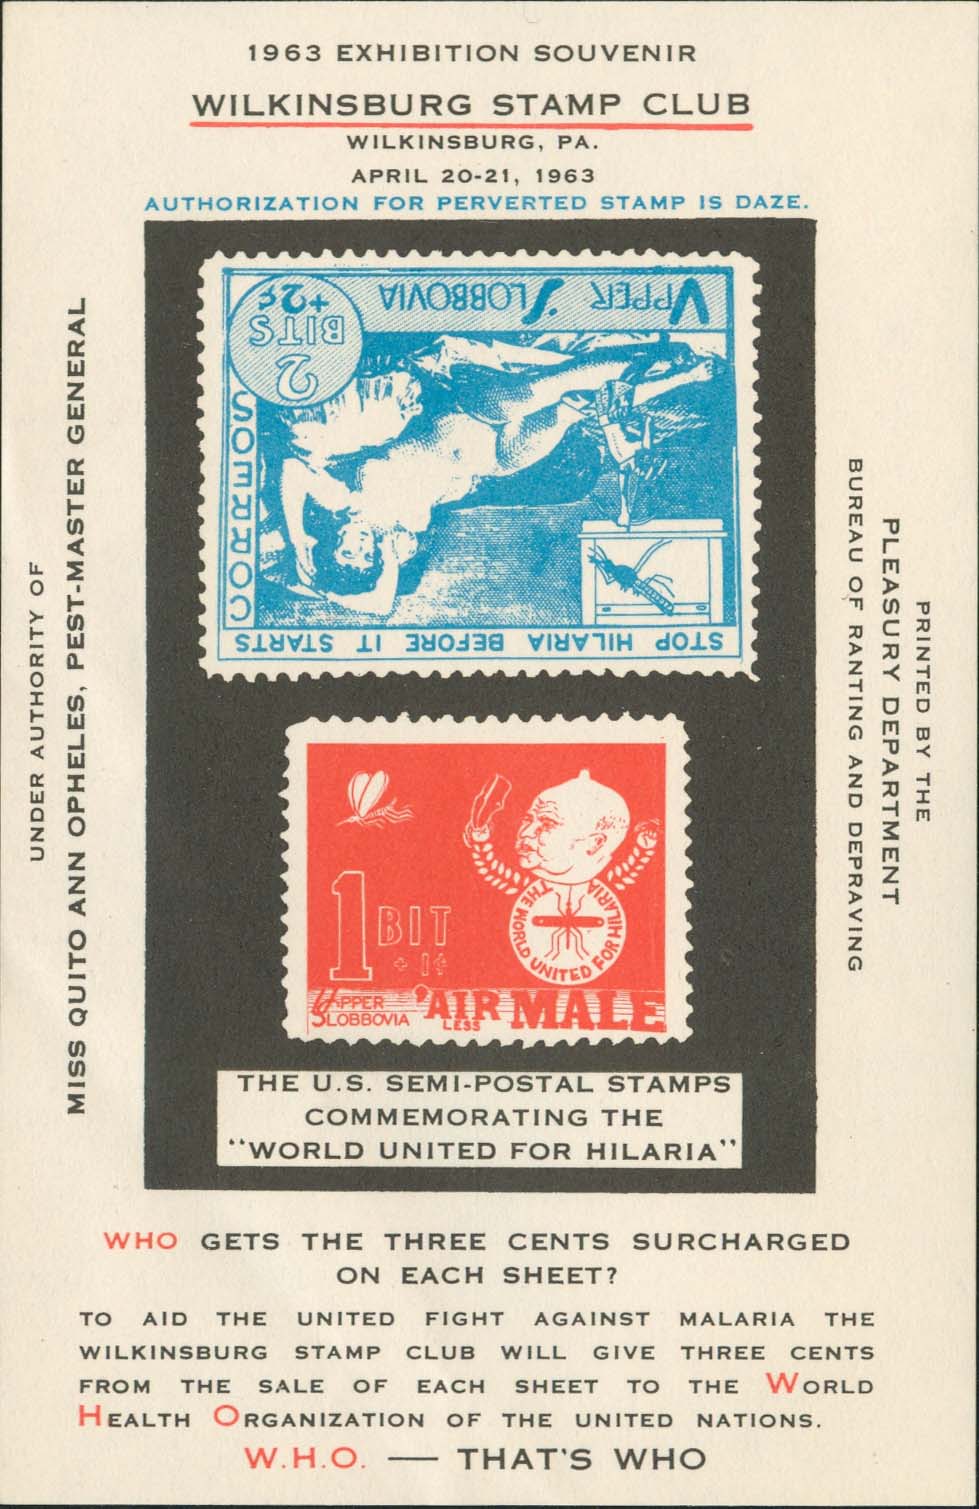 1963 EXHIBITION SOUVENIR
WILKINSBURG STAMP CLUB
WILKINSBURG, PA.
APRIL 20-21, 1963
AUTHORIZATION FOR PERVERTED STAMP IS DAZE.
UNDER AUTHORITY OF
MISS QUITO ANN OPHELES, PEST-MASTER GENERAL
UPPER SLOBBOVIA
2
BITS
+2¢
CORREOS
STOP HILARIA BEFORE IT STARTS
1 BIT
+ 1¢
THE WORLD UNITED FOR HILARIA
UPPER
SLOBBOVIA
'AIR MALE
LESS
THE U.S. SEMI-POSTAL STAMPS
COMMEMORATING THE
"WORLD UNITED FOR HILARIA"
PRINTED BY THE
PLEASURY DEPARTMENT
BUREAU OF RANTING AND DEPRAVING
WHO GETS THE THREE CENTS SURCHARGED
ON EACH SHEET?
TO AID THE UNITED FIGHT AGAINST MALARIA THE
WILKINSBURG STAMP CLUB WILL GIVE THREE CENTS
FROM THE SALE OF EACH SHEET TO THE WORLD
HEALTH ORGANIZATION OF THE UNITED NATIONS.
W.H.O. — THAT'S WHO